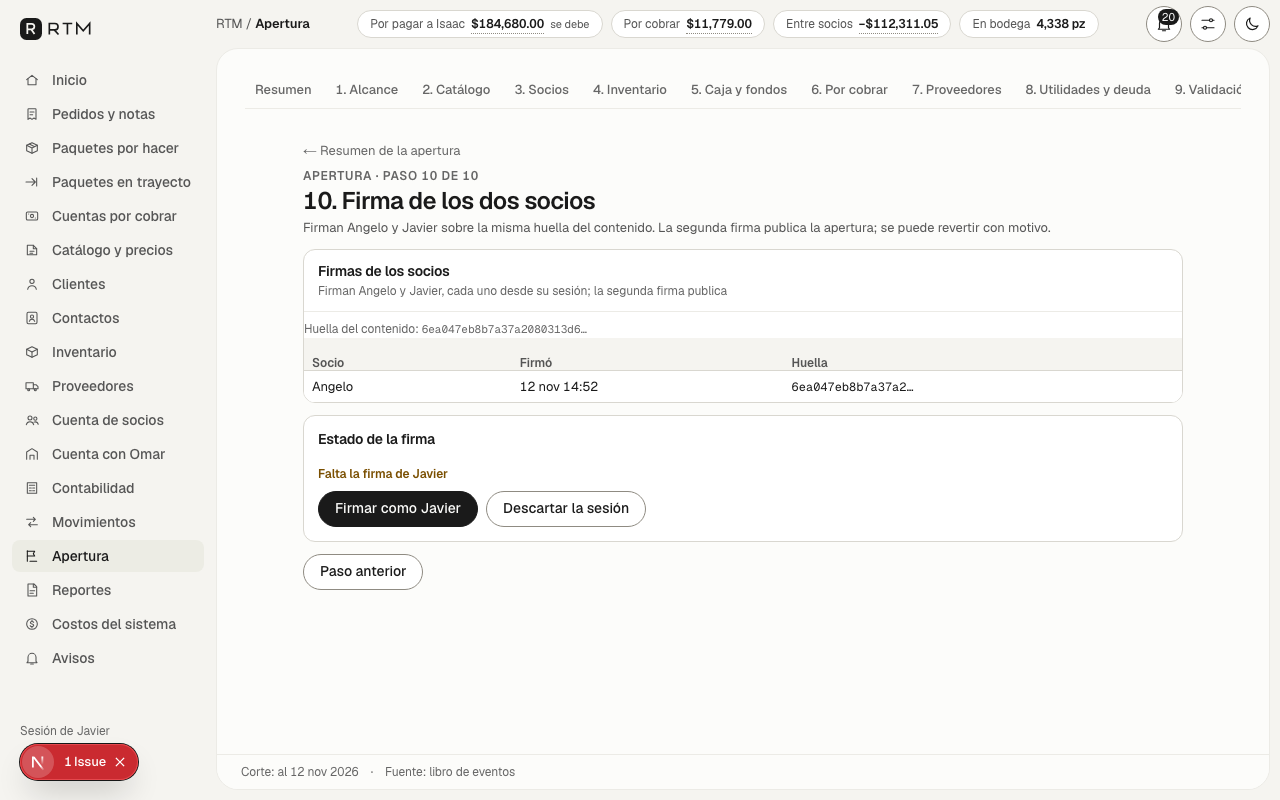 R RTM
RTM / Apertura
Por pagar a Isaac $184,680.00 se debe
Por cobrar $11,779.00
Entre socios −$112,311.05
En bodega 4,338 pz
20
Inicio
Pedidos y notas
Paquetes por hacer
Paquetes en trayecto
Cuentas por cobrar
Catálogo y precios
Clientes
Contactos
Inventario
Proveedores
Cuenta de socios
Cuenta con Omar
Contabilidad
Movimientos
Apertura
Reportes
Costos del sistema
Avisos
Sesión de Javier
N 1 Issue
Resumen 1. Alcance 2. Catálogo 3. Socios 4. Inventario 5. Caja y fondos 6. Por cobrar 7. Proveedores 8. Utilidades y deuda 9. Validació
← Resumen de la apertura
APERTURA · PASO 10 DE 10
10. Firma de los dos socios
Firman Angelo y Javier sobre la misma huella del contenido. La segunda firma publica la apertura; se puede revertir con motivo.
Firmas de los socios
Firman Angelo y Javier, cada uno desde su sesión; la segunda firma publica
Huella del contenido: 6ea047eb8b7a37a2080313d6…
Socio Firmó Huella
Angelo 12 nov 14:52 6ea047eb8b7a37a2…
Estado de la firma
Falta la firma de Javier
Firmar como Javier Descartar la sesión
Paso anterior
Corte: al 12 nov 2026 · Fuente: libro de eventos